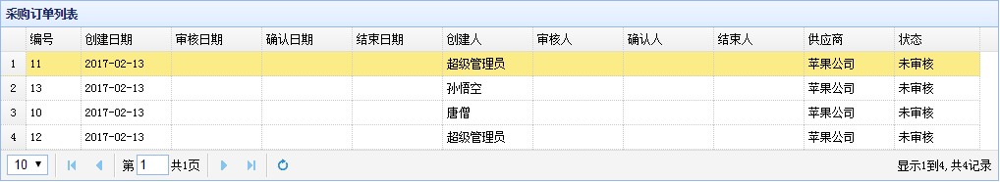 采购订单列表
编号 创建日期 审核日期 确认日期 结束日期 创建人 审核人 确认人 结束人 供应商 状态
1 11 2017-02-13 超级管理员 苹果公司 未审核
2 13 2017-02-13 孙悟空 苹果公司 未审核
3 10 2017-02-13 唐僧 苹果公司 未审核
4 12 2017-02-13 超级管理员 苹果公司 未审核
10 第 1 共1页 显示1到4,共4记录